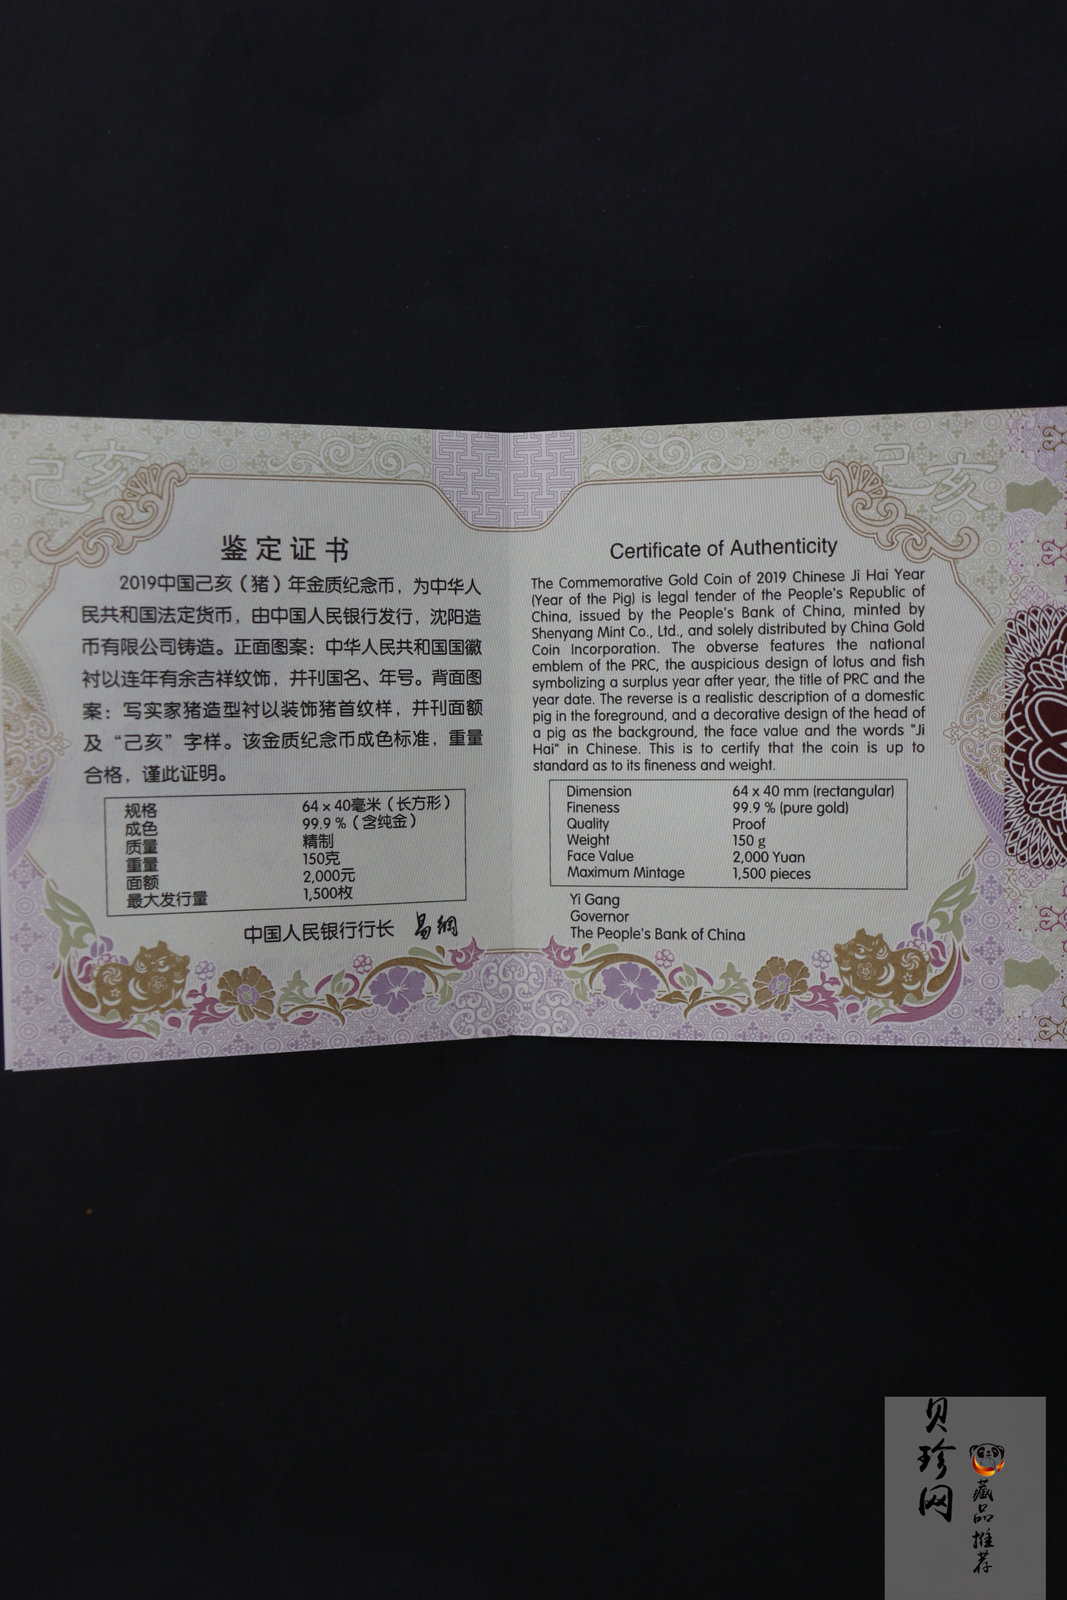 己亥
鉴定证书
2019中国己亥（猪）年金质纪念币，为中华人
民共和国法定货币，由中国人民银行发行，沈阳造
币有限公司铸造。正面图案：中华人民共和国国徽
衬以连年有余吉祥纹饰，并刊国名、年号。背面图
案：写实家猪造型衬以装饰猪首纹样，并刊面额
及“己亥”字样。该金质纪念币成色标准，重量
合格，谨此证明。
规格 64×40毫米（长方形）
成色 99.9%（含纯金）
质量 精制
重量 150克
面额 2,000元
最大发行量 1,500枚
中国人民银行行长 易纲
己亥
Certificate of Authenticity
The Commemorative Gold Coin of 2019 Chinese Ji Hai Year
(Year of the Pig) is legal tender of the People's Republic of
China, issued by the People's Bank of China, minted by
Shenyang Mint Co., Ltd., and solely distributed by China Gold
Coin Incorporation. The obverse features the national
emblem of the PRC, the auspicious design of lotus and fish
symbolizing a surplus year after year, the title of PRC and the
year date. The reverse is a realistic description of a domestic
pig in the foreground, and a decorative design of the head of
a pig as the background, the face value and the words "Ji
Hai" in Chinese. This is to certify that the coin is up to
standard as to its fineness and weight.
Dimension 64 x 40 mm (rectangular)
Fineness 99.9 % (pure gold)
Quality Proof
Weight 150 g
Face Value 2,000 Yuan
Maximum Mintage 1,500 pieces
Yi Gang
Governor
The People's Bank of China
贝珍网
藏品推荐